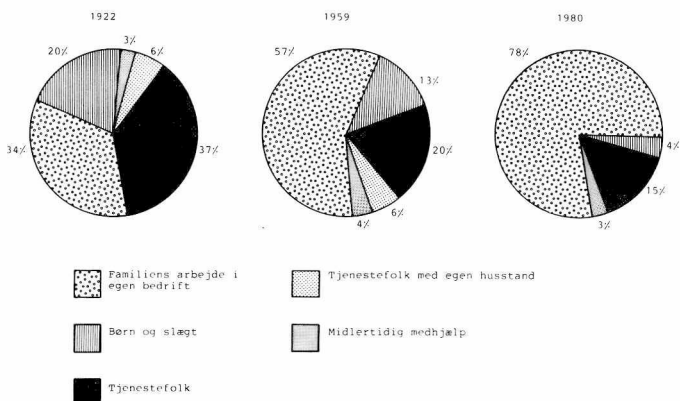 1922
1959
1980
20%
3%
6%
37%
34%
57%
13%
20%
6%
4%
78%
4%
15%
3%
Familiens arbejde i
egen bedrift
Børn og slægt
Tjenestefolk
Tjenestefolk med egen husstand
Midlertidig medhjælp